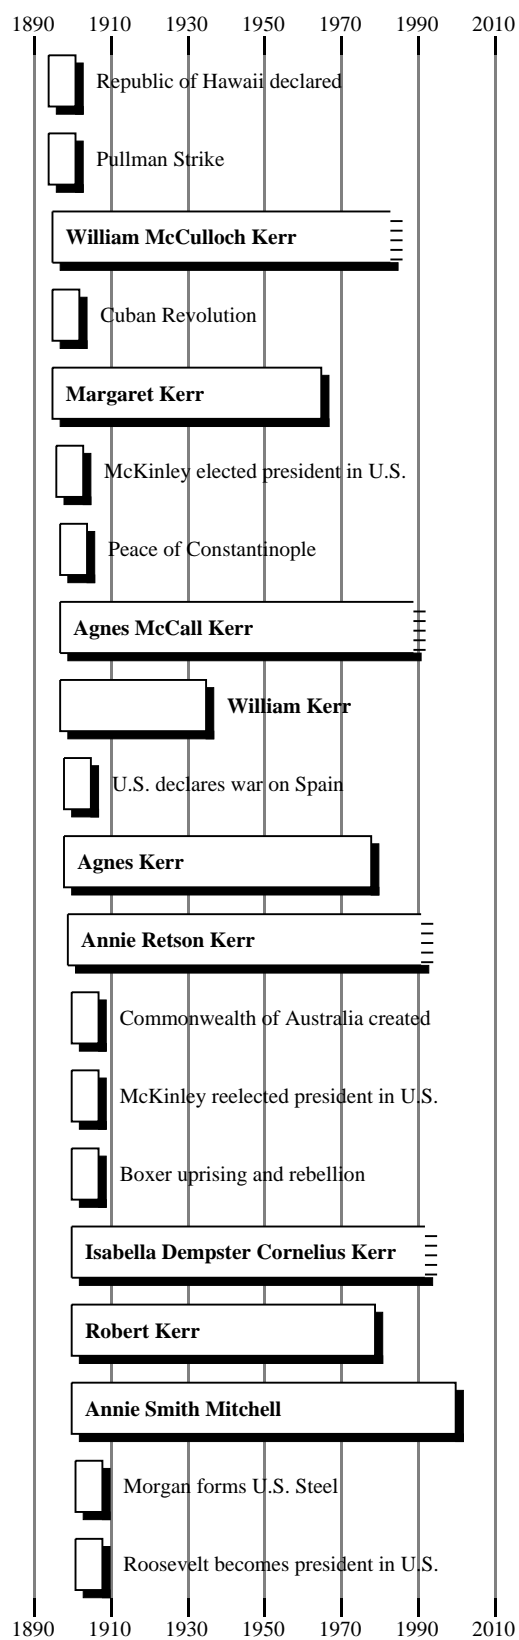 1890 1910 1930 1950 1970 1990 2010
Republic of Hawaii declared
Pullman Strike
William McCulloch Kerr
Cuban Revolution
Margaret Kerr
McKinley elected president in U.S.
Peace of Constantinople
Agnes McCall Kerr
William Kerr
U.S. declares war on Spain
Agnes Kerr
Annie Retson Kerr
Commonwealth of Australia created
McKinley reelected president in U.S.
Boxer uprising and rebellion
Isabella Dempster Cornelius Kerr
Robert Kerr
Annie Smith Mitchell
Morgan forms U.S. Steel
Roosevelt becomes president in U.S.
1890 1910 1930 1950 1970 1990 2010